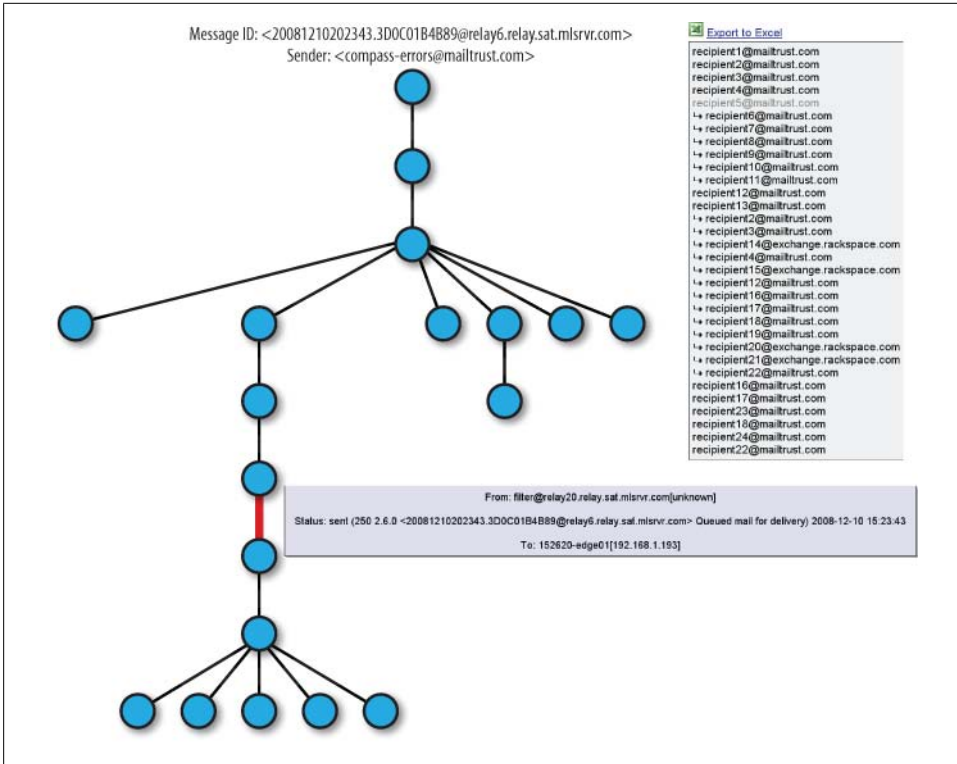 Message ID: <20081210202343.3D0C01B4B89@relay6.relay.sat.mlsrvr.com>
Sender: <compass-errors@mailtrust.com>
Export to Excel
recipient1@mailtrust.com
recipient2@mailtrust.com
recipient3@mailtrust.com
recipient4@mailtrust.com
recipient5@mailtrust.com
↳ recipient6@mailtrust.com
↳ recipient7@mailtrust.com
↳ recipient8@mailtrust.com
↳ recipient9@mailtrust.com
↳ recipient10@mailtrust.com
↳ recipient11@mailtrust.com
recipient12@mailtrust.com
recipient13@mailtrust.com
↳ recipient2@mailtrust.com
↳ recipient3@mailtrust.com
↳ recipient14@exchange.rackspace.com
↳ recipient4@mailtrust.com
↳ recipient15@exchange.rackspace.com
↳ recipient12@mailtrust.com
↳ recipient16@mailtrust.com
↳ recipient17@mailtrust.com
↳ recipient18@mailtrust.com
↳ recipient19@mailtrust.com
↳ recipient20@exchange.rackspace.com
↳ recipient21@exchange.rackspace.com
↳ recipient22@mailtrust.com
recipient16@mailtrust.com
recipient17@mailtrust.com
recipient23@mailtrust.com
recipient18@mailtrust.com
recipient24@mailtrust.com
recipient22@mailtrust.com
From: filter@relay20.relay.sat.mlsrvr.com[unknown]
Status: sent (250 2.6.0 <20081210202343.3D0C01B4B89@relay6.relay.sat.mlsrvr.com> Queued mail for delivery) 2008-12-10 15:23:43
To: 152620-edge01[192.168.1.193]